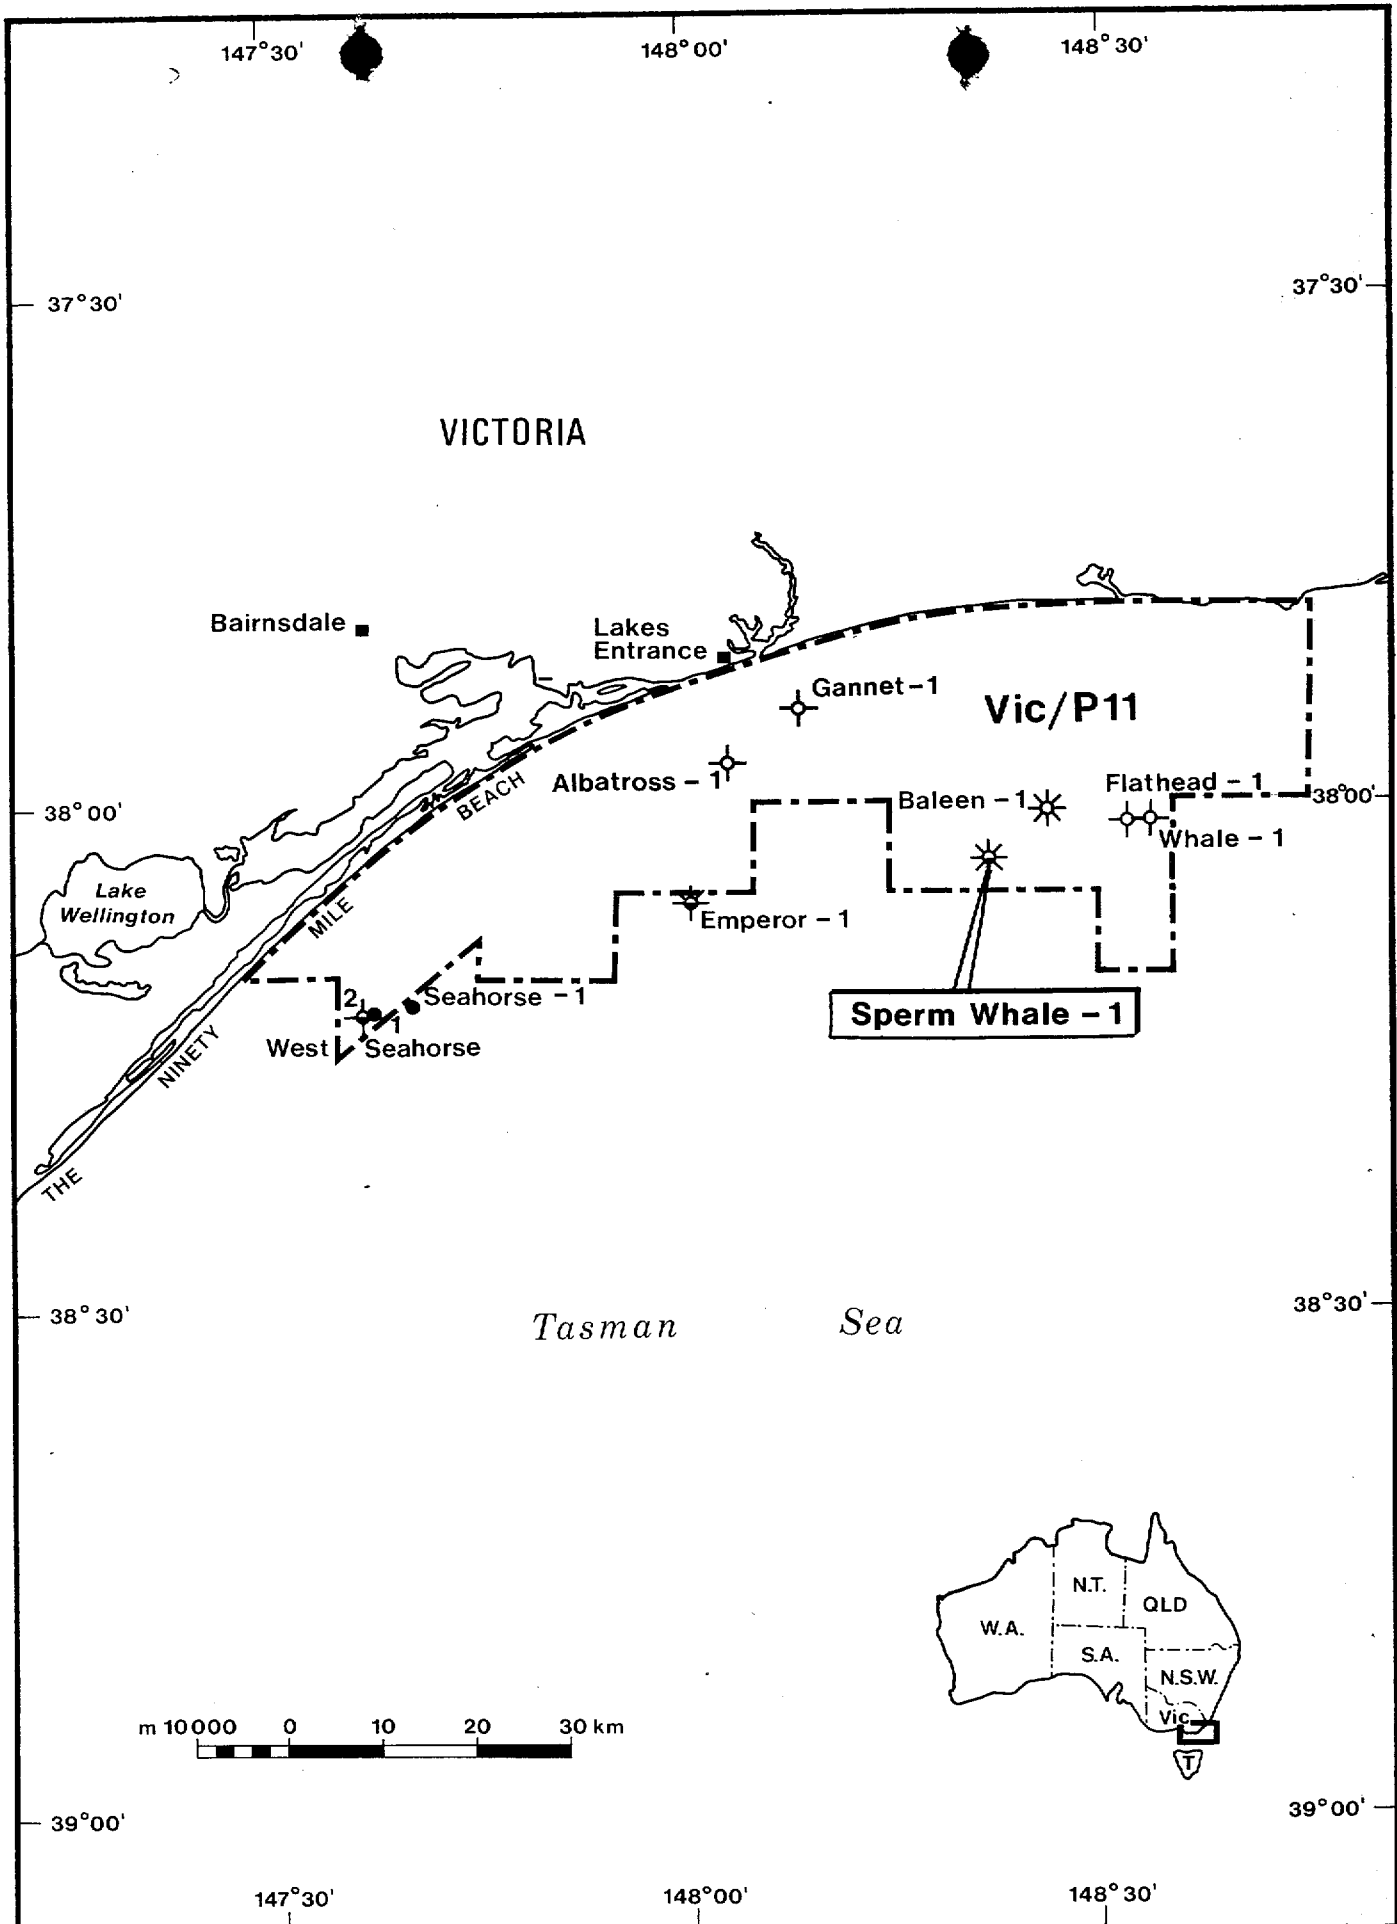 147°30'
148°00'
148°30'
37°30'
37°30'
VICTORIA
Bairnsdale
Lakes
Entrance
Gannet-1
Vic/P11
Albatross - 1
Baleen - 1
Flathead - 1
Whale - 1
38°00'
38°00'
BEACH
Lake
Wellington
MILE
Emperor - 1
2
1
Seahorse - 1
West
Seahorse
Sperm Whale - 1
NINETY
THE
38°30'
38°30'
Tasman Sea
N.T.
QLD
W.A.
S.A.
N.S.W.
Vic
T
m 10000 0 10 20 30 km
39°00'
39°00'
147°30'
148°00'
148°30'